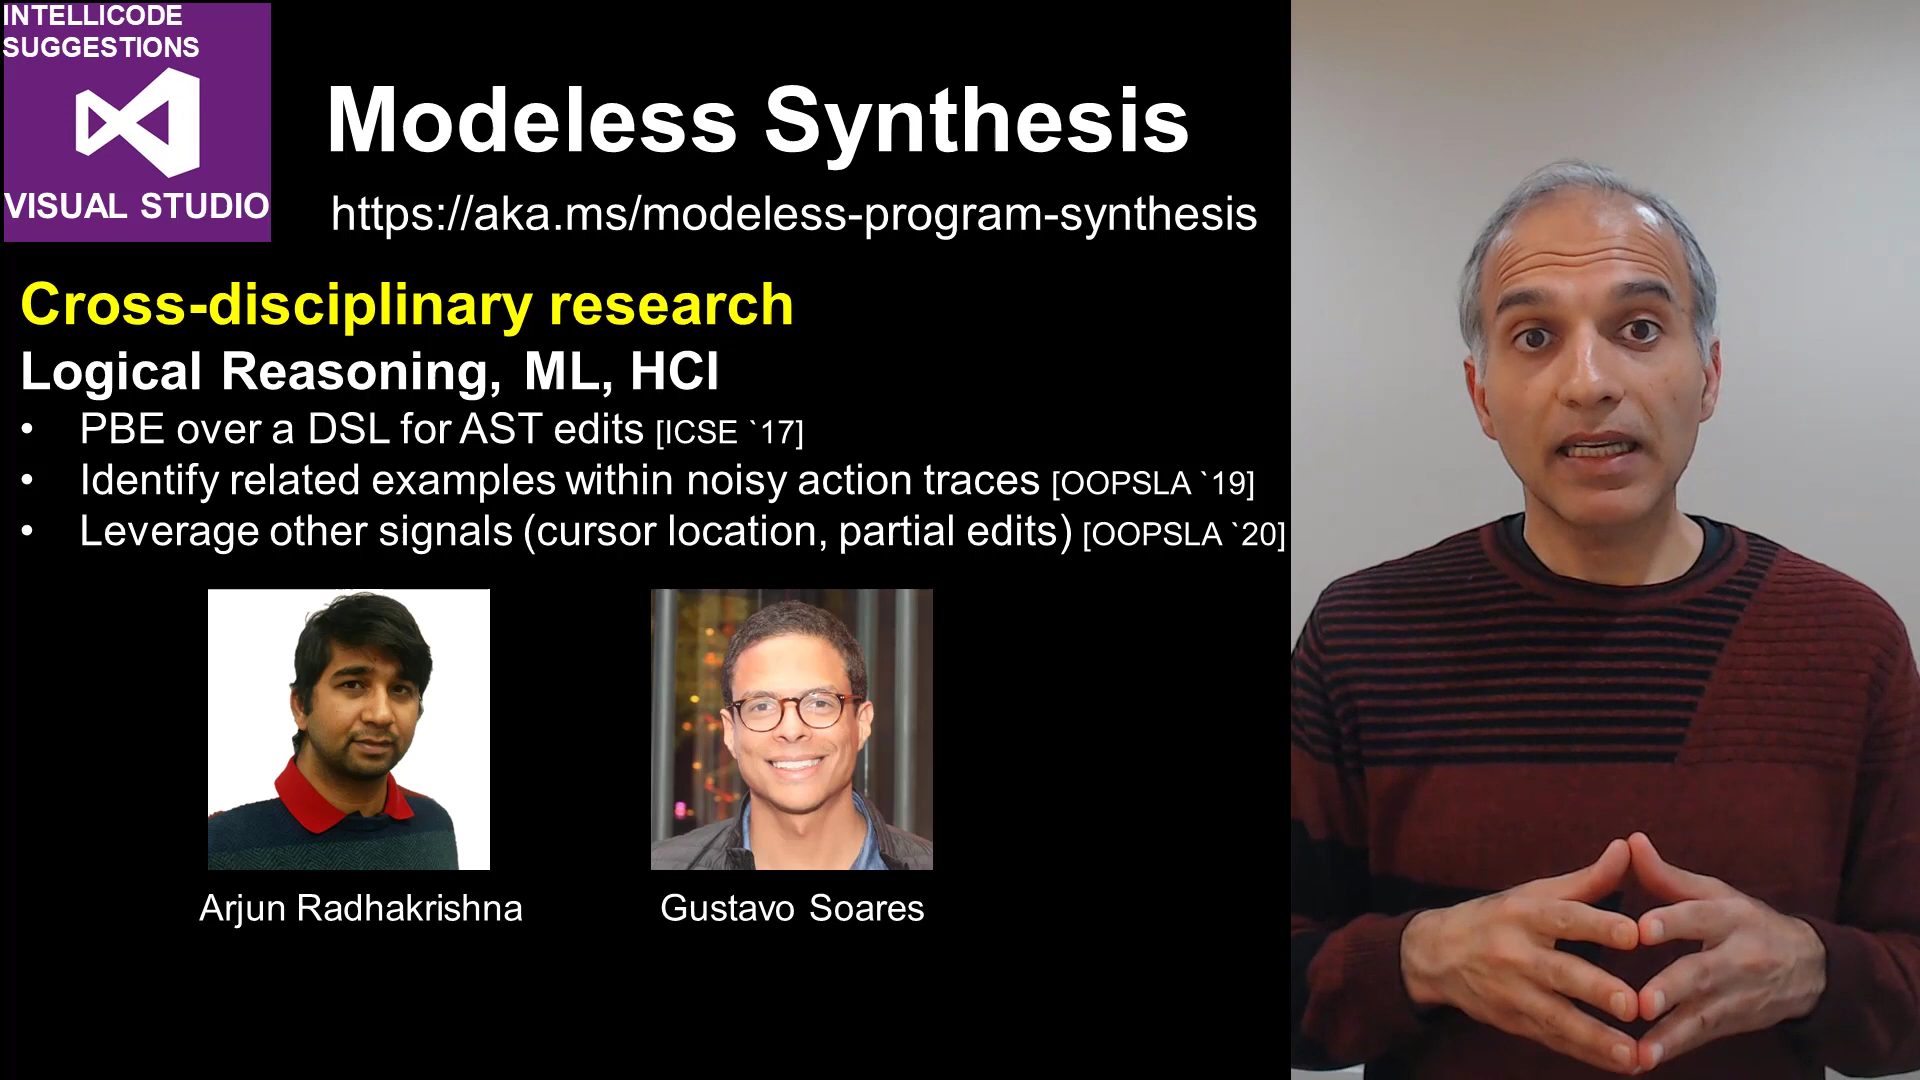 INTELLICODE
SUGGESTIONS
VISUAL STUDIO
Modeless Synthesis
https://aka.ms/modeless-program-synthesis
Cross-disciplinary research
Logical Reasoning, ML, HCI
• PBE over a DSL for AST edits [ICSE `17]
• Identify related examples within noisy action traces [OOPSLA `19]
• Leverage other signals (cursor location, partial edits) [OOPSLA `20]
Arjun Radhakrishna
Gustavo Soares